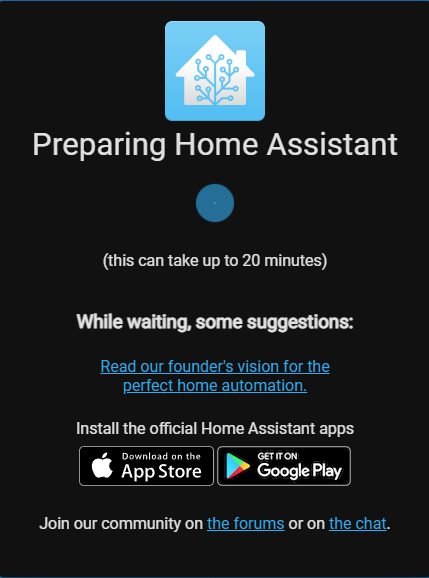 Preparing Home Assistant
(this can take up to 20 minutes)
While waiting, some suggestions:
Read our founder's vision for the
perfect home automation.
Install the official Home Assistant apps
Download on the
App Store
GET IT ON
Google Play
Join our community on the forums or on the chat.